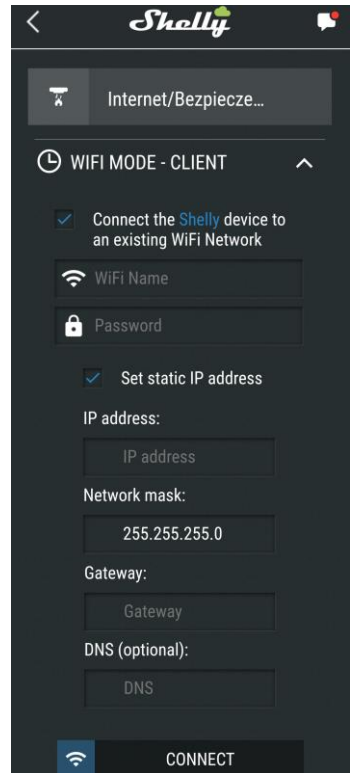 Shelly
Internet/Bezpiecze...
WIFI MODE - CLIENT
Connect the Shelly device to
an existing WiFi Network
WiFi Name
Password
Set static IP address
IP address:
IP address
Network mask:
255.255.255.0
Gateway:
Gateway
DNS (optional):
DNS
CONNECT